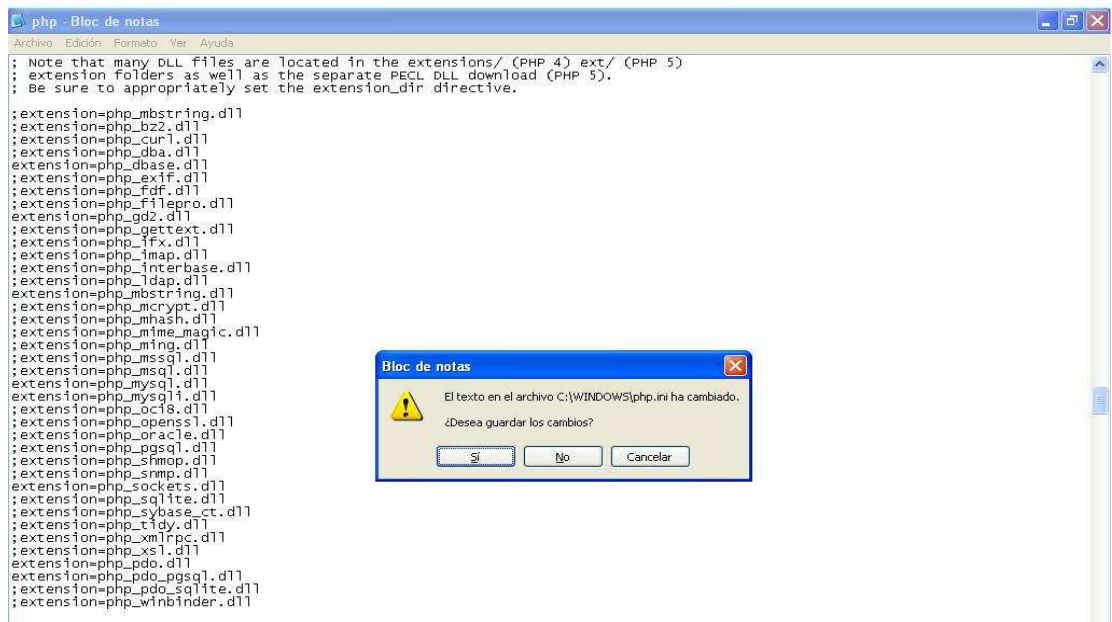 php - Bloc de notas
Archivo Edición Formato Ver Ayuda
; Note that many DLL files are located in the extensions/ (PHP 4) ext/ (PHP 5)
; extension folders as well as the separate PECL DLL download (PHP 5).
; Be sure to appropriately set the extension_dir directive.
;extension=php_mbstring.dll
;extension=php_bz2.dll
;extension=php_curl.dll
;extension=php_dba.dll
extension=php_dbase.dll
;extension=php_exif.dll
;extension=php_fdf.dll
;extension=php_filepro.dll
extension=php_gd2.dll
;extension=php_gettext.dll
;extension=php_ifx.dll
;extension=php_imap.dll
;extension=php_interbase.dll
;extension=php_ldap.dll
extension=php_mbstring.dll
;extension=php_mcrypt.dll
;extension=php_mhash.dll
;extension=php_mime_magic.dll
;extension=php_ming.dll
;extension=php_mssql.dll
;extension=php_msql.dll
extension=php_mysql.dll
extension=php_mysqli.dll
;extension=php_oci8.dll
;extension=php_openssl.dll
;extension=php_oracle.dll
;extension=php_pgsql.dll
;extension=php_shmop.dll
;extension=php_snmp.dll
extension=php_sockets.dll
;extension=php_sqlite.dll
;extension=php_sybase_ct.dll
;extension=php_tidy.dll
;extension=php_xmlrpc.dll
;extension=php_xsl.dll
extension=php_pdo.dll
extension=php_pdo_pgsql.dll
;extension=php_pdo_sqlite.dll
;extension=php_winbinder.dll
Bloc de notas
El texto en el archivo C:\WINDOWS\php.ini ha cambiado.
¿Desea guardar los cambios?
Sí No Cancelar